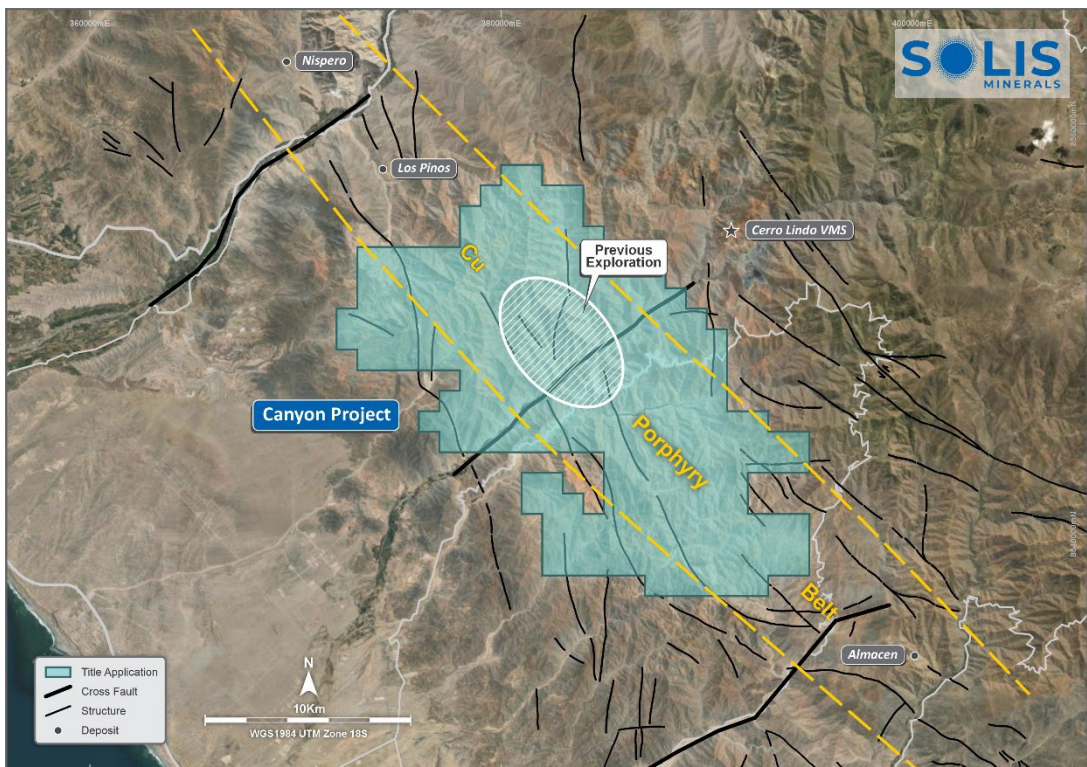 360000mE
380000mE
400000mE
SOLIS
MINERALS
Nispero
Los Pinos
Cerro Lindo VMS
Previous
Exploration
Cu
Canyon Project
Porphyry
Belt
Almacen
Title Application
Cross Fault
Structure
Deposit
N
10Km
WGS1984 UTM Zone 18S